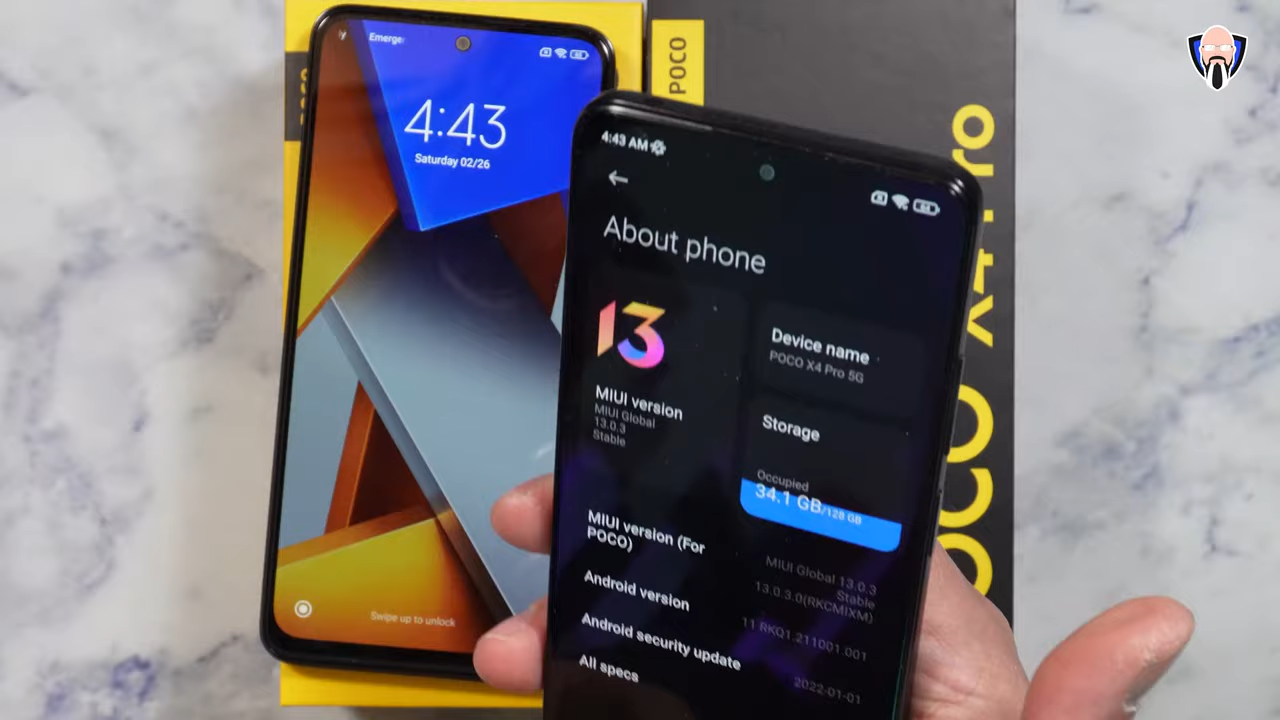 Emerge
4:43
Saturday 02/26
Swipe up to unlock
POCO
4:43 AM
About phone
13
MIUI version
MIUI Global
13.0.3
Stable
Device name
POCO X4 Pro 5G
Storage
Occupied
34.1 GB/128 GB
MIUI version (For
POCO)
MIUI Global 13.0.3
Stable
13.0.3.0(RKCMIXM)
Android version
11 RKQ1.211001.001
Android security update
2022-01-01
All specs
POCO X4 Pro